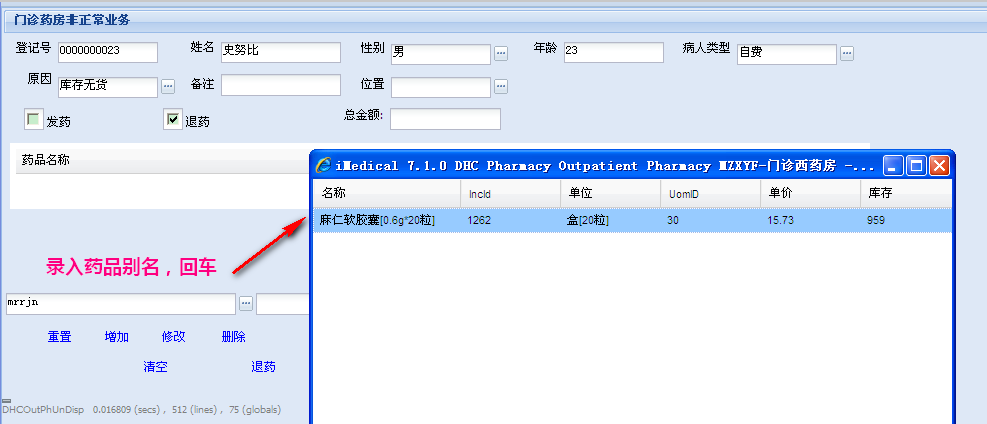 门诊药房非正常业务
登记号 0000000023 姓名 史努比 性别 男 年龄 23 病人类型 自费
原因 库存无货 备注 位置
发药 退药 总金额:
药品名称
iMedical 7.1.0 DHC Pharmacy Outpatient Pharmacy MZXYF-门诊西药房 -...
名称 IncId 单位 UomID 单价 库存
麻仁软胶囊[0.6g*20粒] 1262 盒[20粒] 30 15.73 959
录入药品别名，回车
mrrjn
重置 增加 修改 删除
清空 退药
DHCOutPhUnDisp 0.016809 (secs) , 512 (lines) , 75 (globals)